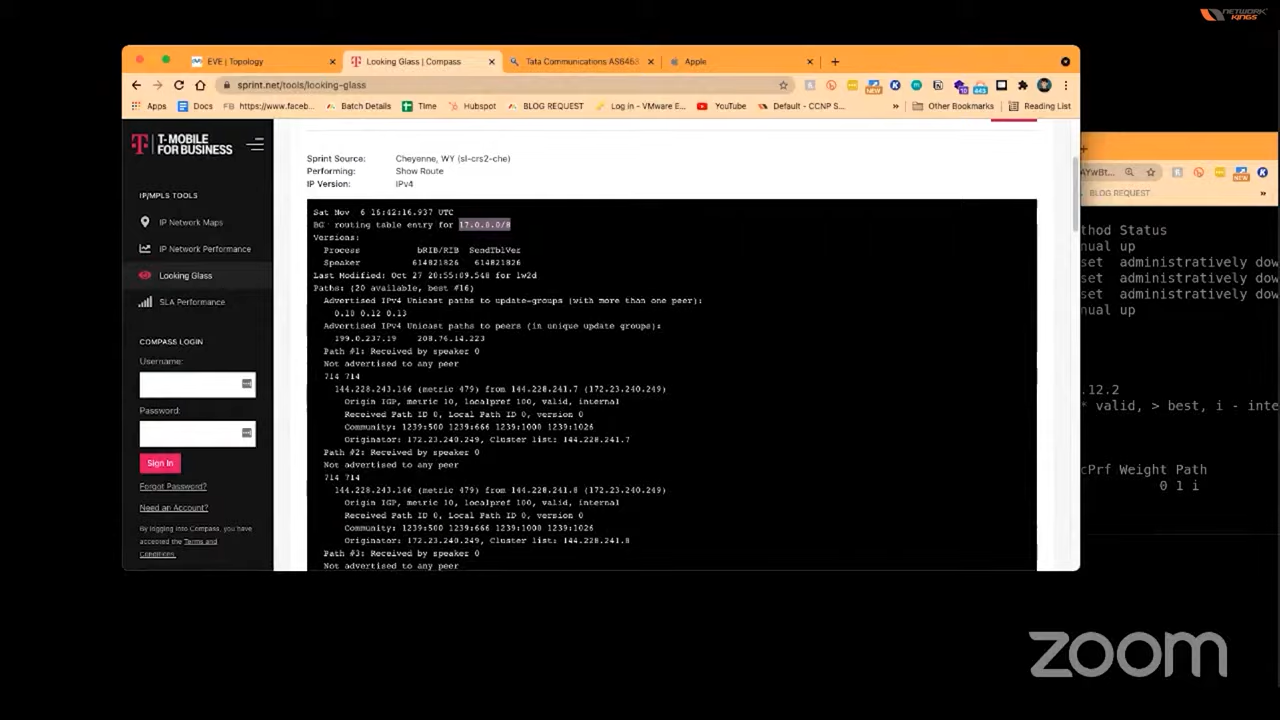 NETWORK
KINGS
EVE | Topology
Looking Glass | Compass
Tata Communications AS6453
Apple
sprint.net/tools/looking-glass
Apps
Docs
https://www.faceb...
Batch Details
Time
Hubspot
BLOG REQUEST
Log in - VMware E...
YouTube
Default - CCNP S...
»
Other Bookmarks
Reading List
T-MOBILE
FOR BUSINESS
IP/MPLS TOOLS
IP Network Maps
IP Network Performance
Looking Glass
SLA Performance
COMPASS LOGIN
Username:
Password:
Sign In
Forgot Password?
Need an Account?
By logging into Compass, you have
accepted the Terms and
Conditions.
Sprint Source: Cheyenne, WY (sl-crs2-che)
Performing: Show Route
IP Version: IPv4
Sat Nov 6 16:42:16.937 UTC
BG routing table entry for 17.0.0.0/8
Versions:
Process bRIB/RIB SendTblVer
Speaker 614821826 614821826
Last Modified: Oct 27 20:55:09.548 for 1w2d
Paths: (20 available, best #16)
Advertised IPv4 Unicast paths to update-groups (with more than one peer):
0.10 0.12 0.13
Advertised IPv4 Unicast paths to peers (in unique update groups):
199.0.237.19 208.76.14.223
Path #1: Received by speaker 0
Not advertised to any peer
714 714
144.228.243.146 (metric 479) from 144.228.241.7 (172.23.240.249)
Origin IGP, metric 10, localpref 100, valid, internal
Received Path ID 0, Local Path ID 0, version 0
Community: 1239:500 1239:666 1239:1000 1239:1026
Originator: 172.23.240.249, Cluster list: 144.228.241.7
Path #2: Received by speaker 0
Not advertised to any peer
714 714
144.228.243.146 (metric 479) from 144.228.241.8 (172.23.240.249)
Origin IGP, metric 10, localpref 100, valid, internal
Received Path ID 0, Local Path ID 0, version 0
Community: 1239:500 1239:666 1239:1000 1239:1026
Originator: 172.23.240.249, Cluster list: 144.228.241.8
Path #3: Received by speaker 0
Not advertised to any peer
AYwBt...
BLOG REQUEST
»
thod Status
nual up
set administratively dow
set administratively dow
set administratively dow
nual up
.12.2
* valid, > best, i - inte
cPrf Weight Path
0 1 i
zoom